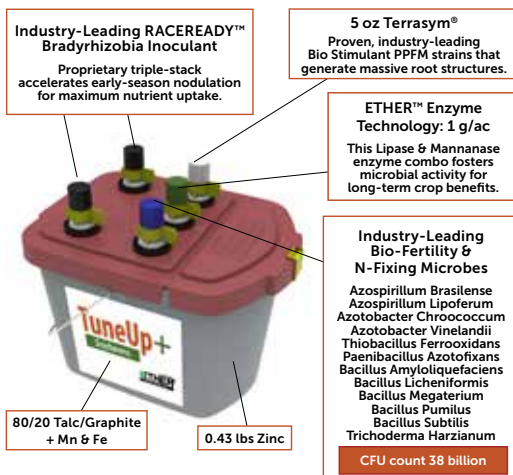 Industry-Leading RACEREADY™
Bradyrhizobia Inoculant
Proprietary triple-stack
accelerates early-season nodulation
for maximum nutrient uptake.
5 oz Terrasym®
Proven, industry-leading
Bio Stimulant PPFM strains that
generate massive root structures.
ETHER™ Enzyme
Technology: 1 g/ac
This Lipase & Mannanase
enzyme combo fosters
microbial activity for
long-term crop benefits.
Industry-Leading
Bio-Fertility &
N-Fixing Microbes
Azospirillum Brasilense
Azospirillum Lipoferum
Azotobacter Chroococcum
Azotobacter Vinelandii
Thiobacillus Ferrooxidans
Paenibacillus Azotofixans
Bacillus Amyloliquefaciens
Bacillus Licheniformis
Bacillus Megaterium
Bacillus Pumilus
Bacillus Subtilis
Trichoderma Harzianum
CFU count 38 billion
TuneUp+
Soybeans
ETHER
80/20 Talc/Graphite
+ Mn & Fe
0.43 lbs Zinc